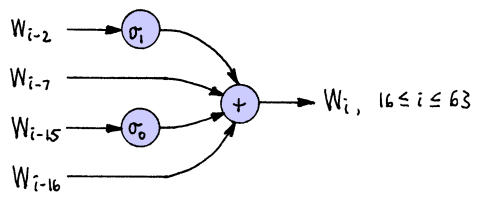 W_{i-2} σ_1
W_{i-7}
+ W_i, 16 ≤ i ≤ 63
W_{i-15} σ_0
W_{i-16}